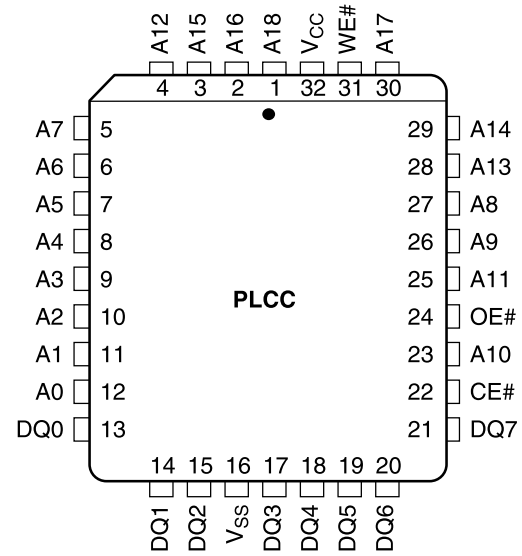 A12 A15 A16 A18 VCC WE# A17
4 3 2 1 32 31 30
A7 5 29 A14
A6 6 28 A13
A5 7 27 A8
A4 8 26 A9
A3 9 25 A11
PLCC
A2 10 24 OE#
A1 11 23 A10
A0 12 22 CE#
DQ0 13 21 DQ7
14 15 16 17 18 19 20
DQ1 DQ2 VSS DQ3 DQ4 DQ5 DQ6